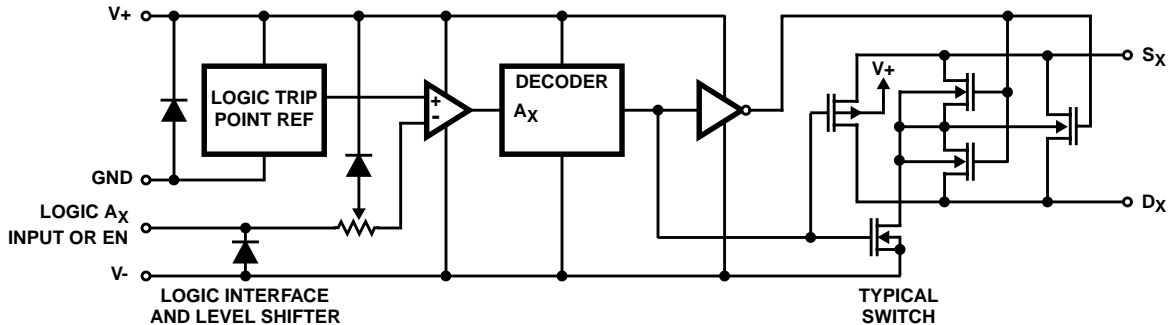 V+
LOGIC TRIP
POINT REF
+
-
DECODER
AX
V+
SX
GND
LOGIC AX
INPUT OR EN
DX
V-
LOGIC INTERFACE
AND LEVEL SHIFTER
TYPICAL
SWITCH